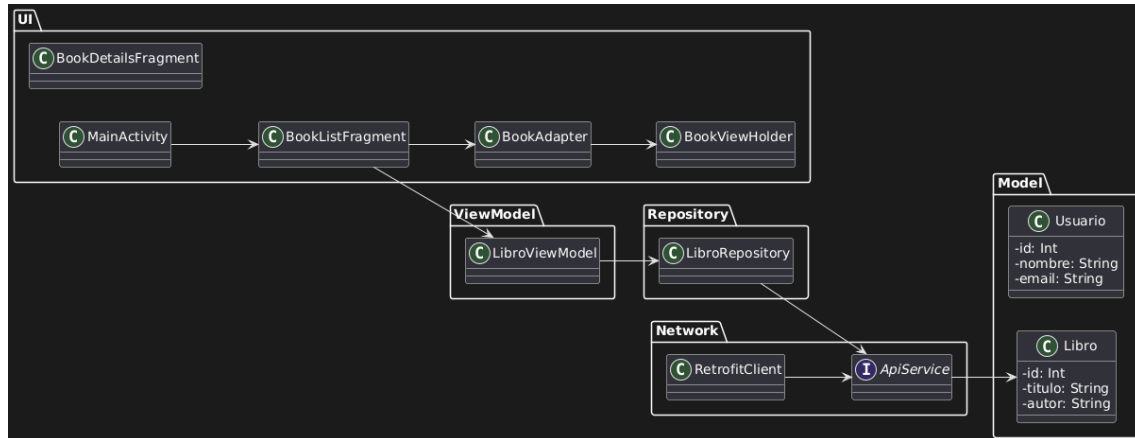 UI
C BookDetailsFragment
C MainActivity
C BookListFragment
C BookAdapter
C BookViewHolder
ViewModel
C LibroViewModel
Repository
C LibroRepository
Network
C RetrofitClient
I ApiService
Model
C Usuario
-id: Int
-nombre: String
-email: String
C Libro
-id: Int
-titulo: String
-autor: String